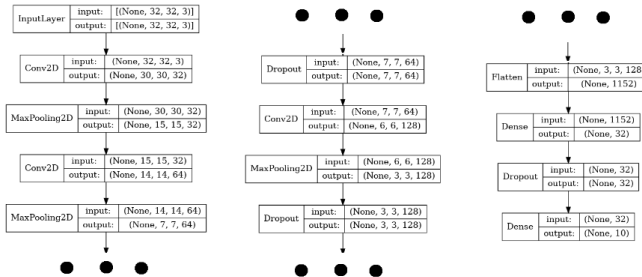 InputLayer input: [(None, 32, 32, 3)]
output: [(None, 32, 32, 3)]
Conv2D input: (None, 32, 32, 3)
output: (None, 30, 30, 32)
MaxPooling2D input: (None, 30, 30, 32)
output: (None, 15, 15, 32)
Conv2D input: (None, 15, 15, 32)
output: (None, 14, 14, 64)
MaxPooling2D input: (None, 14, 14, 64)
output: (None, 7, 7, 64)
Dropout input: (None, 7, 7, 64)
output: (None, 7, 7, 64)
Conv2D input: (None, 7, 7, 64)
output: (None, 6, 6, 128)
MaxPooling2D input: (None, 6, 6, 128)
output: (None, 3, 3, 128)
Dropout input: (None, 3, 3, 128)
output: (None, 3, 3, 128)
Flatten input: (None, 3, 3, 128
output: (None, 1152)
Dense input: (None, 1152)
output: (None, 32)
Dropout input: (None, 32)
output: (None, 32)
Dense input: (None, 32)
output: (None, 10)